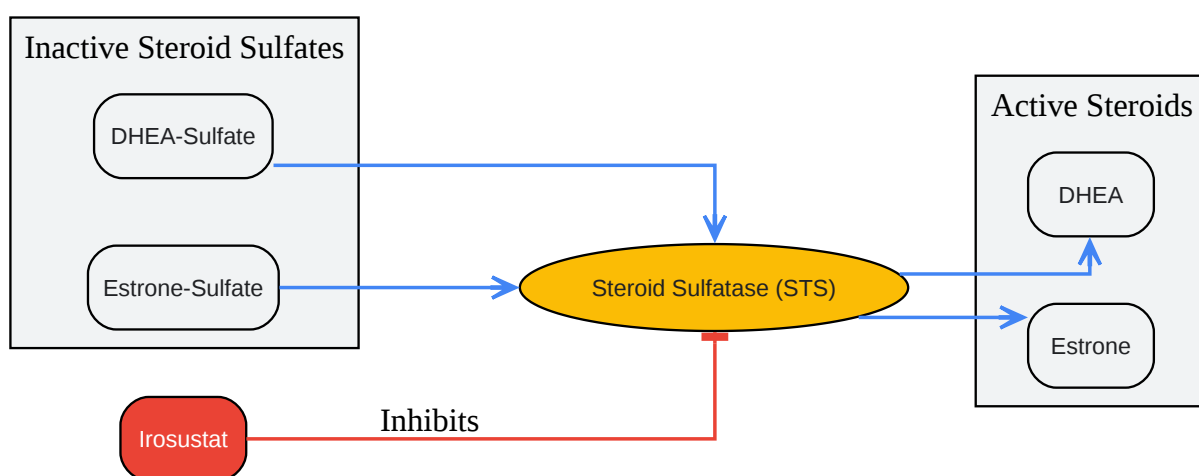 Inactive Steroid Sulfates
DHEA-Sulfate
Estrone-Sulfate
Steroid Sulfatase (STS)
Active Steroids
DHEA
Estrone
Inhibits
Irosustat